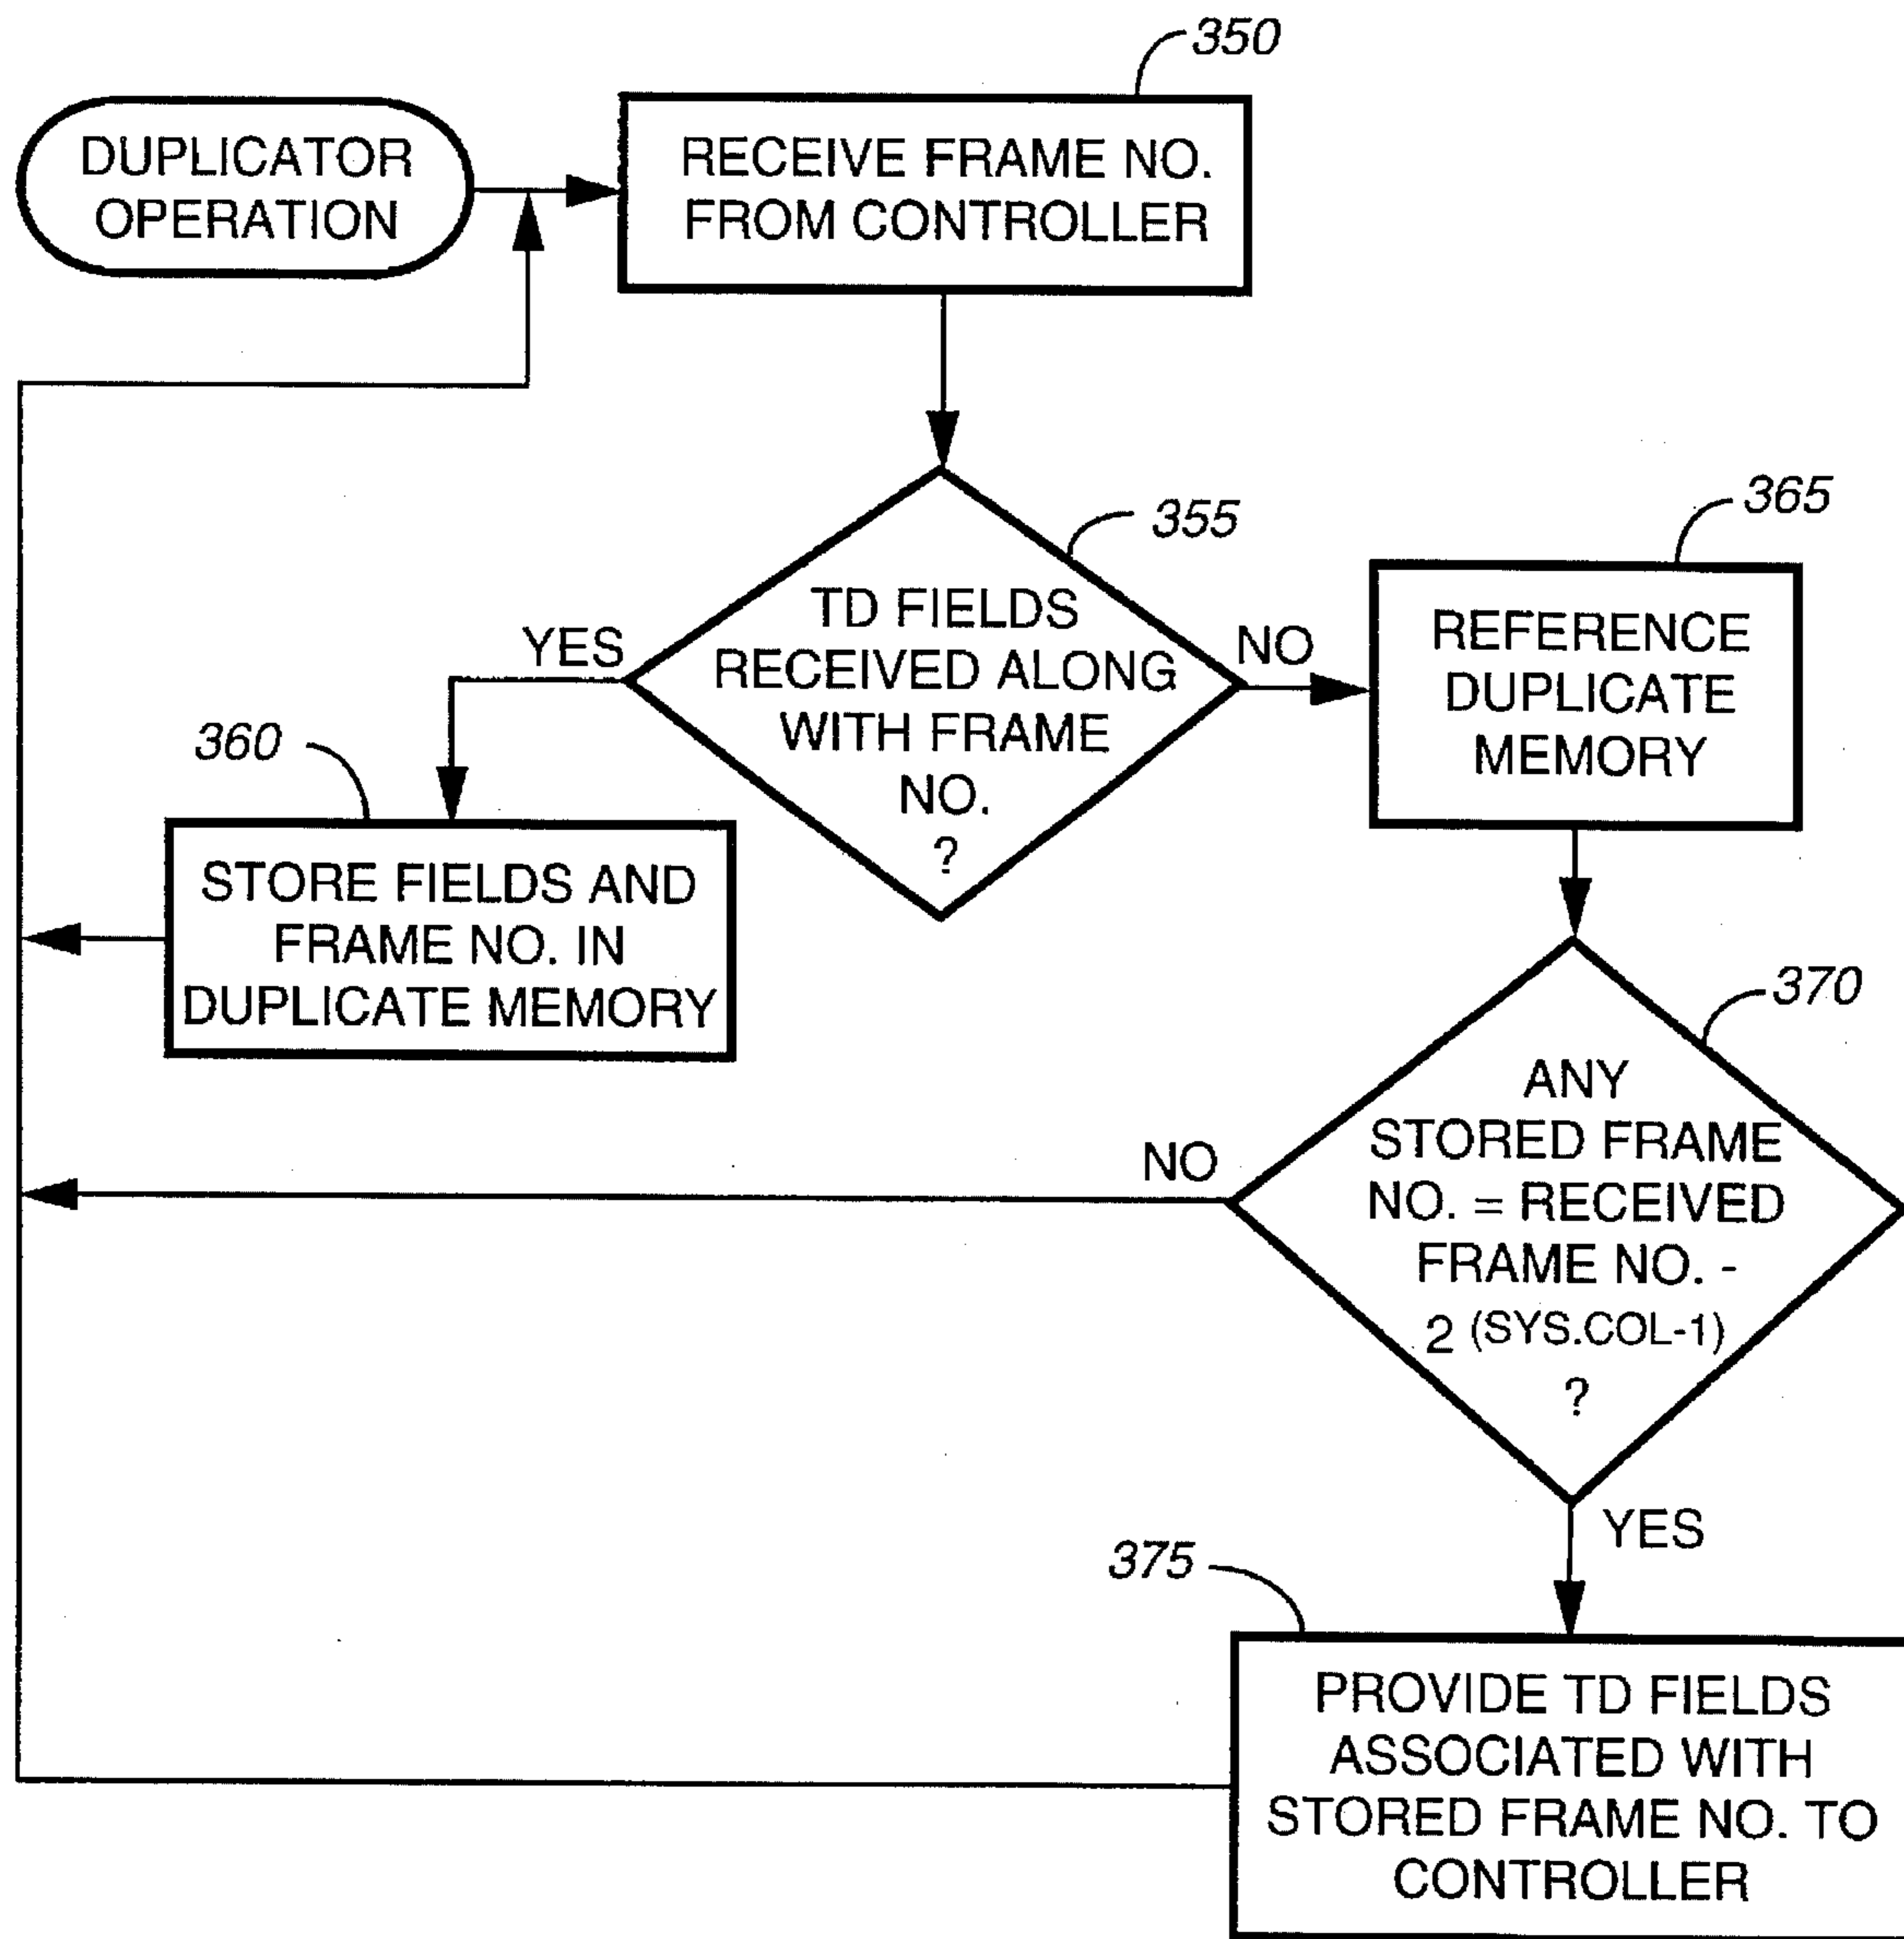 350
DUPLICATOR
OPERATION
RECEIVE FRAME NO.
FROM CONTROLLER
355
365
TD FIELDS
RECEIVED ALONG
WITH FRAME
NO.
?
YES
NO
REFERENCE
DUPLICATE
MEMORY
360
STORE FIELDS AND
FRAME NO. IN
DUPLICATE MEMORY
370
ANY
STORED FRAME
NO. = RECEIVED
FRAME NO. -
2 (SYS.COL-1)
?
NO
YES
375
PROVIDE TD FIELDS
ASSOCIATED WITH
STORED FRAME NO. TO
CONTROLLER